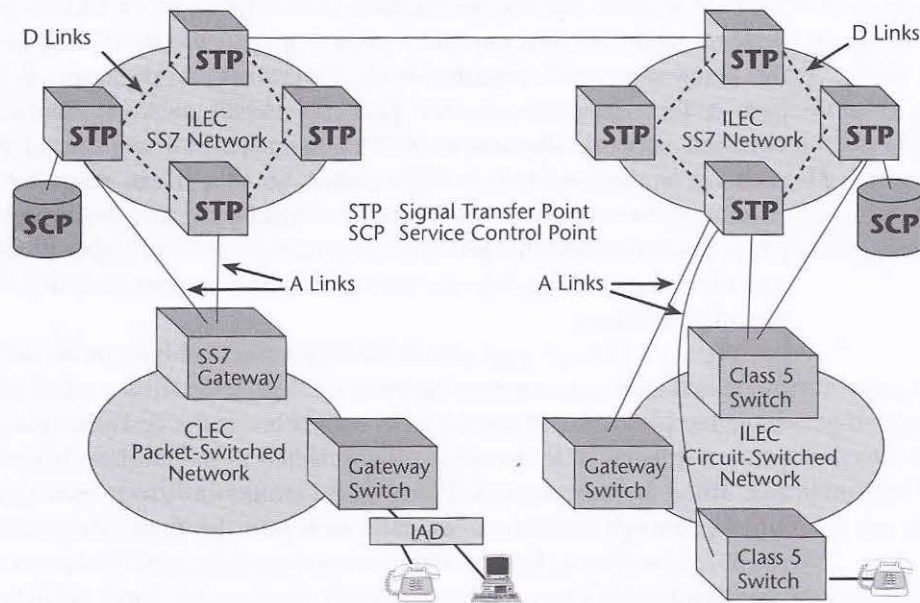 D Links
STP
STP
ILEC
SS7 Network
STP
STP
SCP
D Links
STP
STP
ILEC
SS7 Network
STP
STP
SCP
STP Signal Transfer Point
SCP Service Control Point
A Links
A Links
SS7
Gateway
CLEC
Packet-Switched
Network
Gateway
Switch
IAD
Class 5
Switch
ILEC
Circuit-Switched
Network
Gateway
Switch
Class 5
Switch